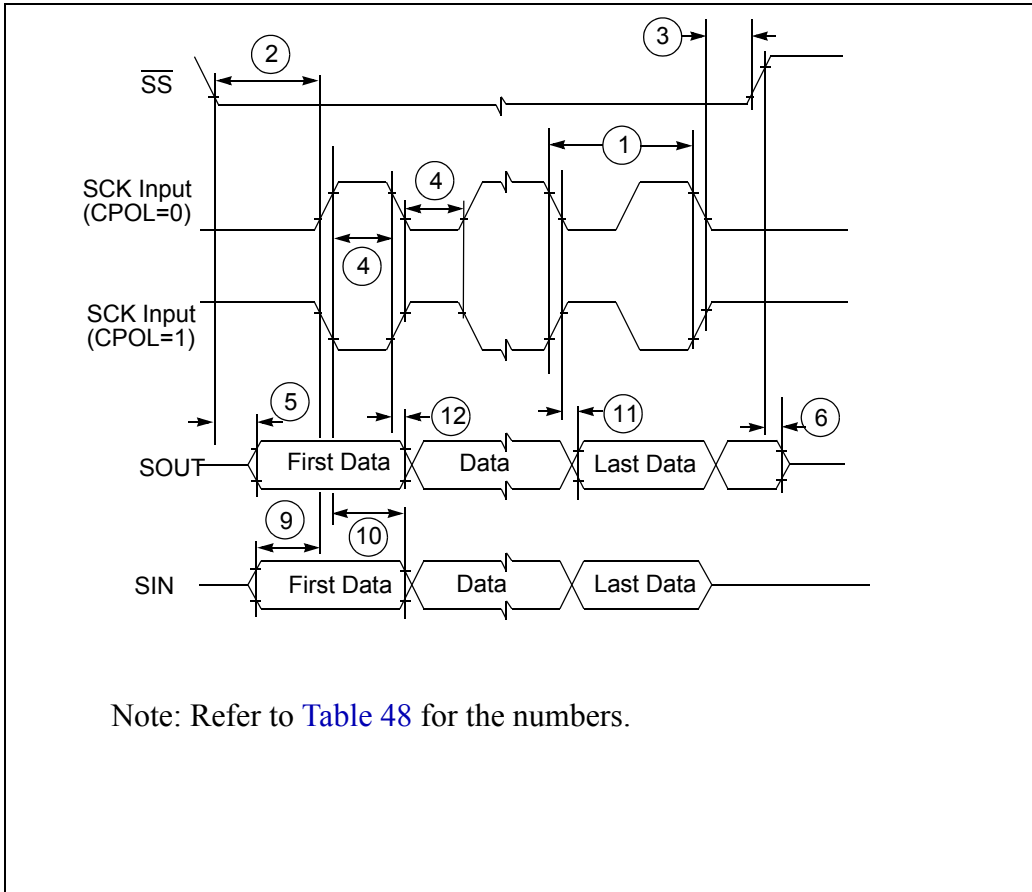 3
2
SS
1
SCK Input
(CPOL=0)
4
4
SCK Input
(CPOL=1)
5
12
11
6
SOUT
First Data
Data
Last Data
9
10
SIN
First Data
Data
Last Data
Note: Refer to Table 48 for the numbers.